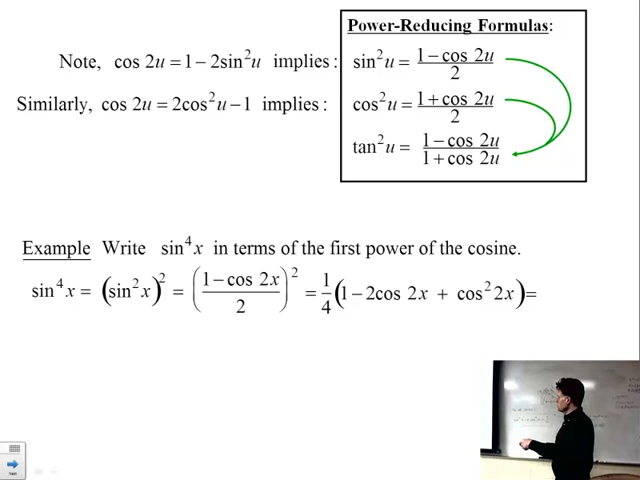 Power-Reducing Formulas:
Note, cos 2u = 1 − 2sin²u implies : sin²u = (1 − cos 2u)/2
Similarly, cos 2u = 2cos²u − 1 implies : cos²u = (1 + cos 2u)/2
tan²u = (1 − cos 2u)/(1 + cos 2u)
Example Write sin⁴x in terms of the first power of the cosine.
sin⁴x = (sin²x)² = ((1 − cos 2x)/2)² = 1/4(1 − 2cos 2x + cos²2x) =